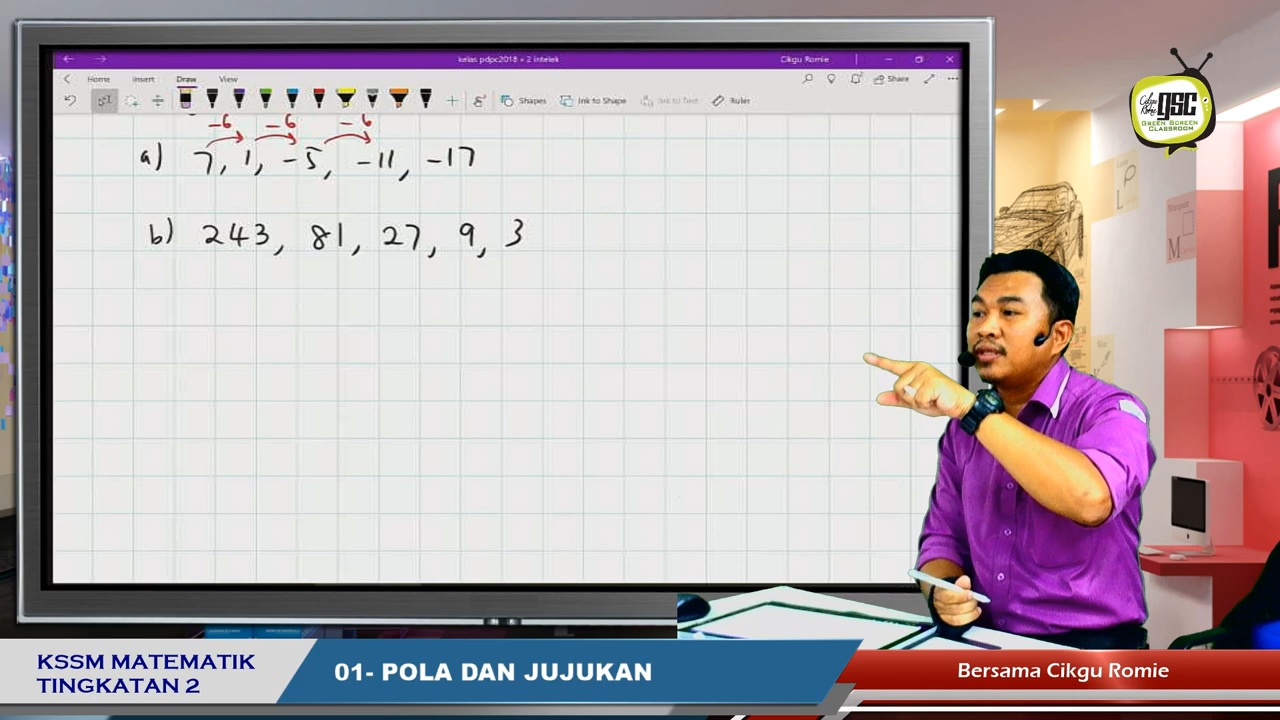 kelas pdpc2018 » 2 intelek
Cikgu Romie
Home Insert Draw View
Share
Shapes Ink to Shape Ink to Text Ruler
-6 -6 -6
a) 7, 1, -5, -11, -17
b) 243, 81, 27, 9, 3
Cikgu Romie GSC
GREEN SCREEN
CLASSROOM
L
M
KSSM MATEMATIK
TINGKATAN 2
01- POLA DAN JUJUKAN
Bersama Cikgu Romie